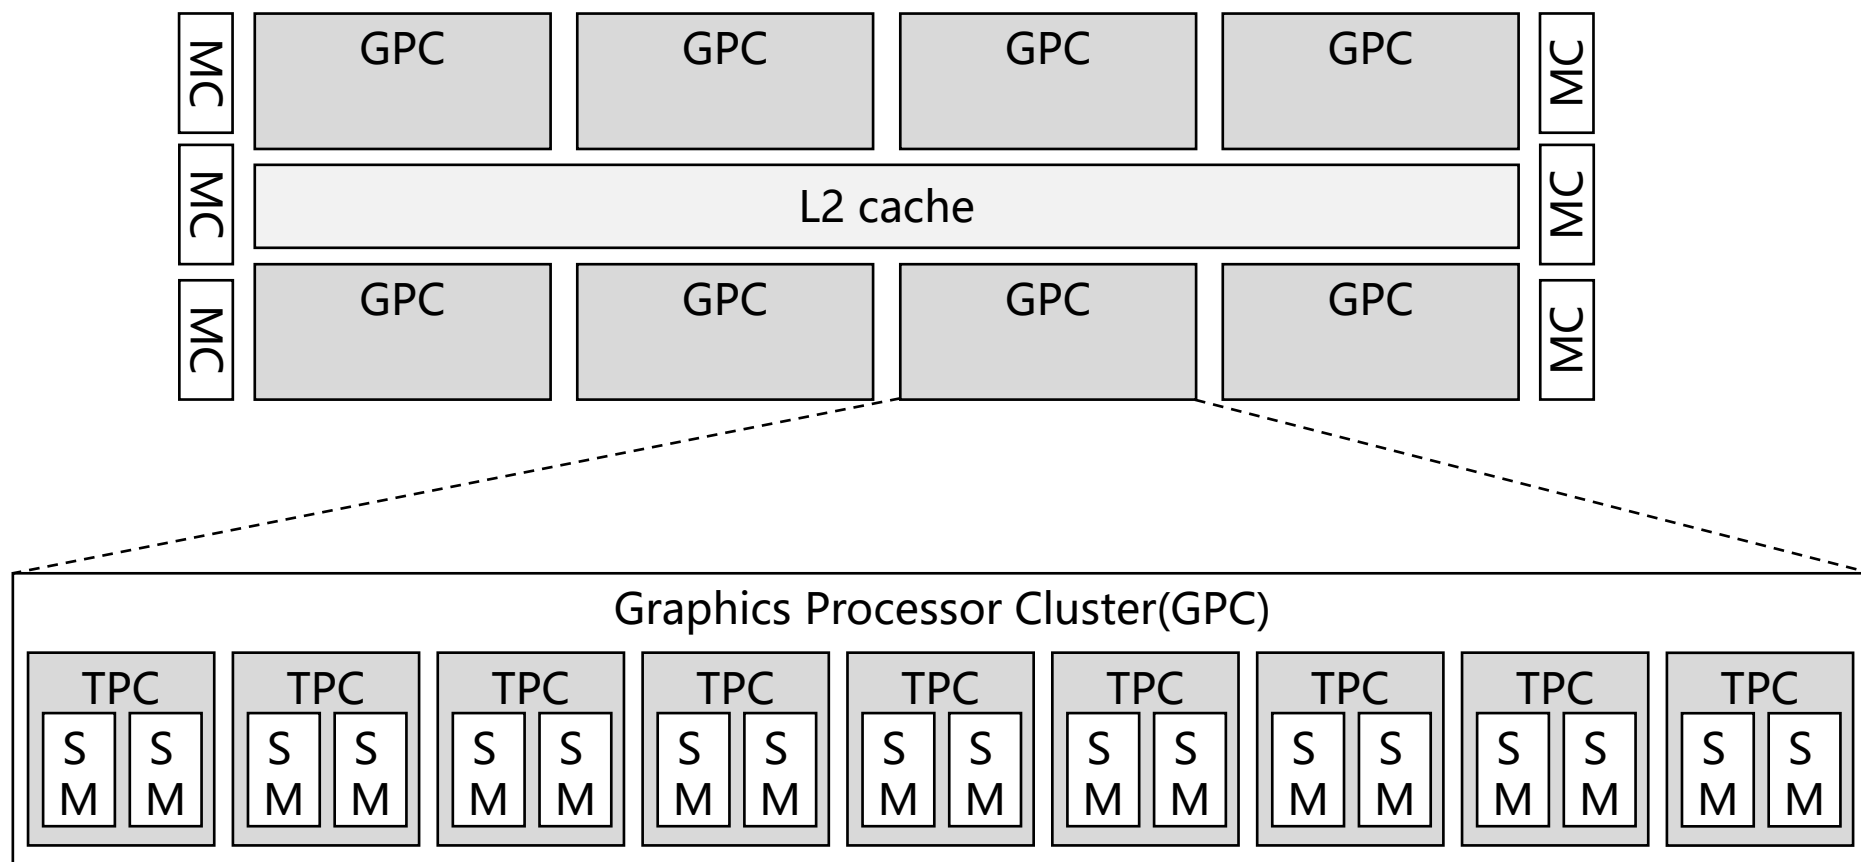 MC GPC GPC GPC GPC MC
MC L2 cache MC
MC GPC GPC GPC GPC MC
Graphics Processor Cluster(GPC)
TPC TPC TPC TPC TPC TPC TPC TPC TPC
S S S S S S S S S S S S S S S S S S
M M M M M M M M M M M M M M M M M M